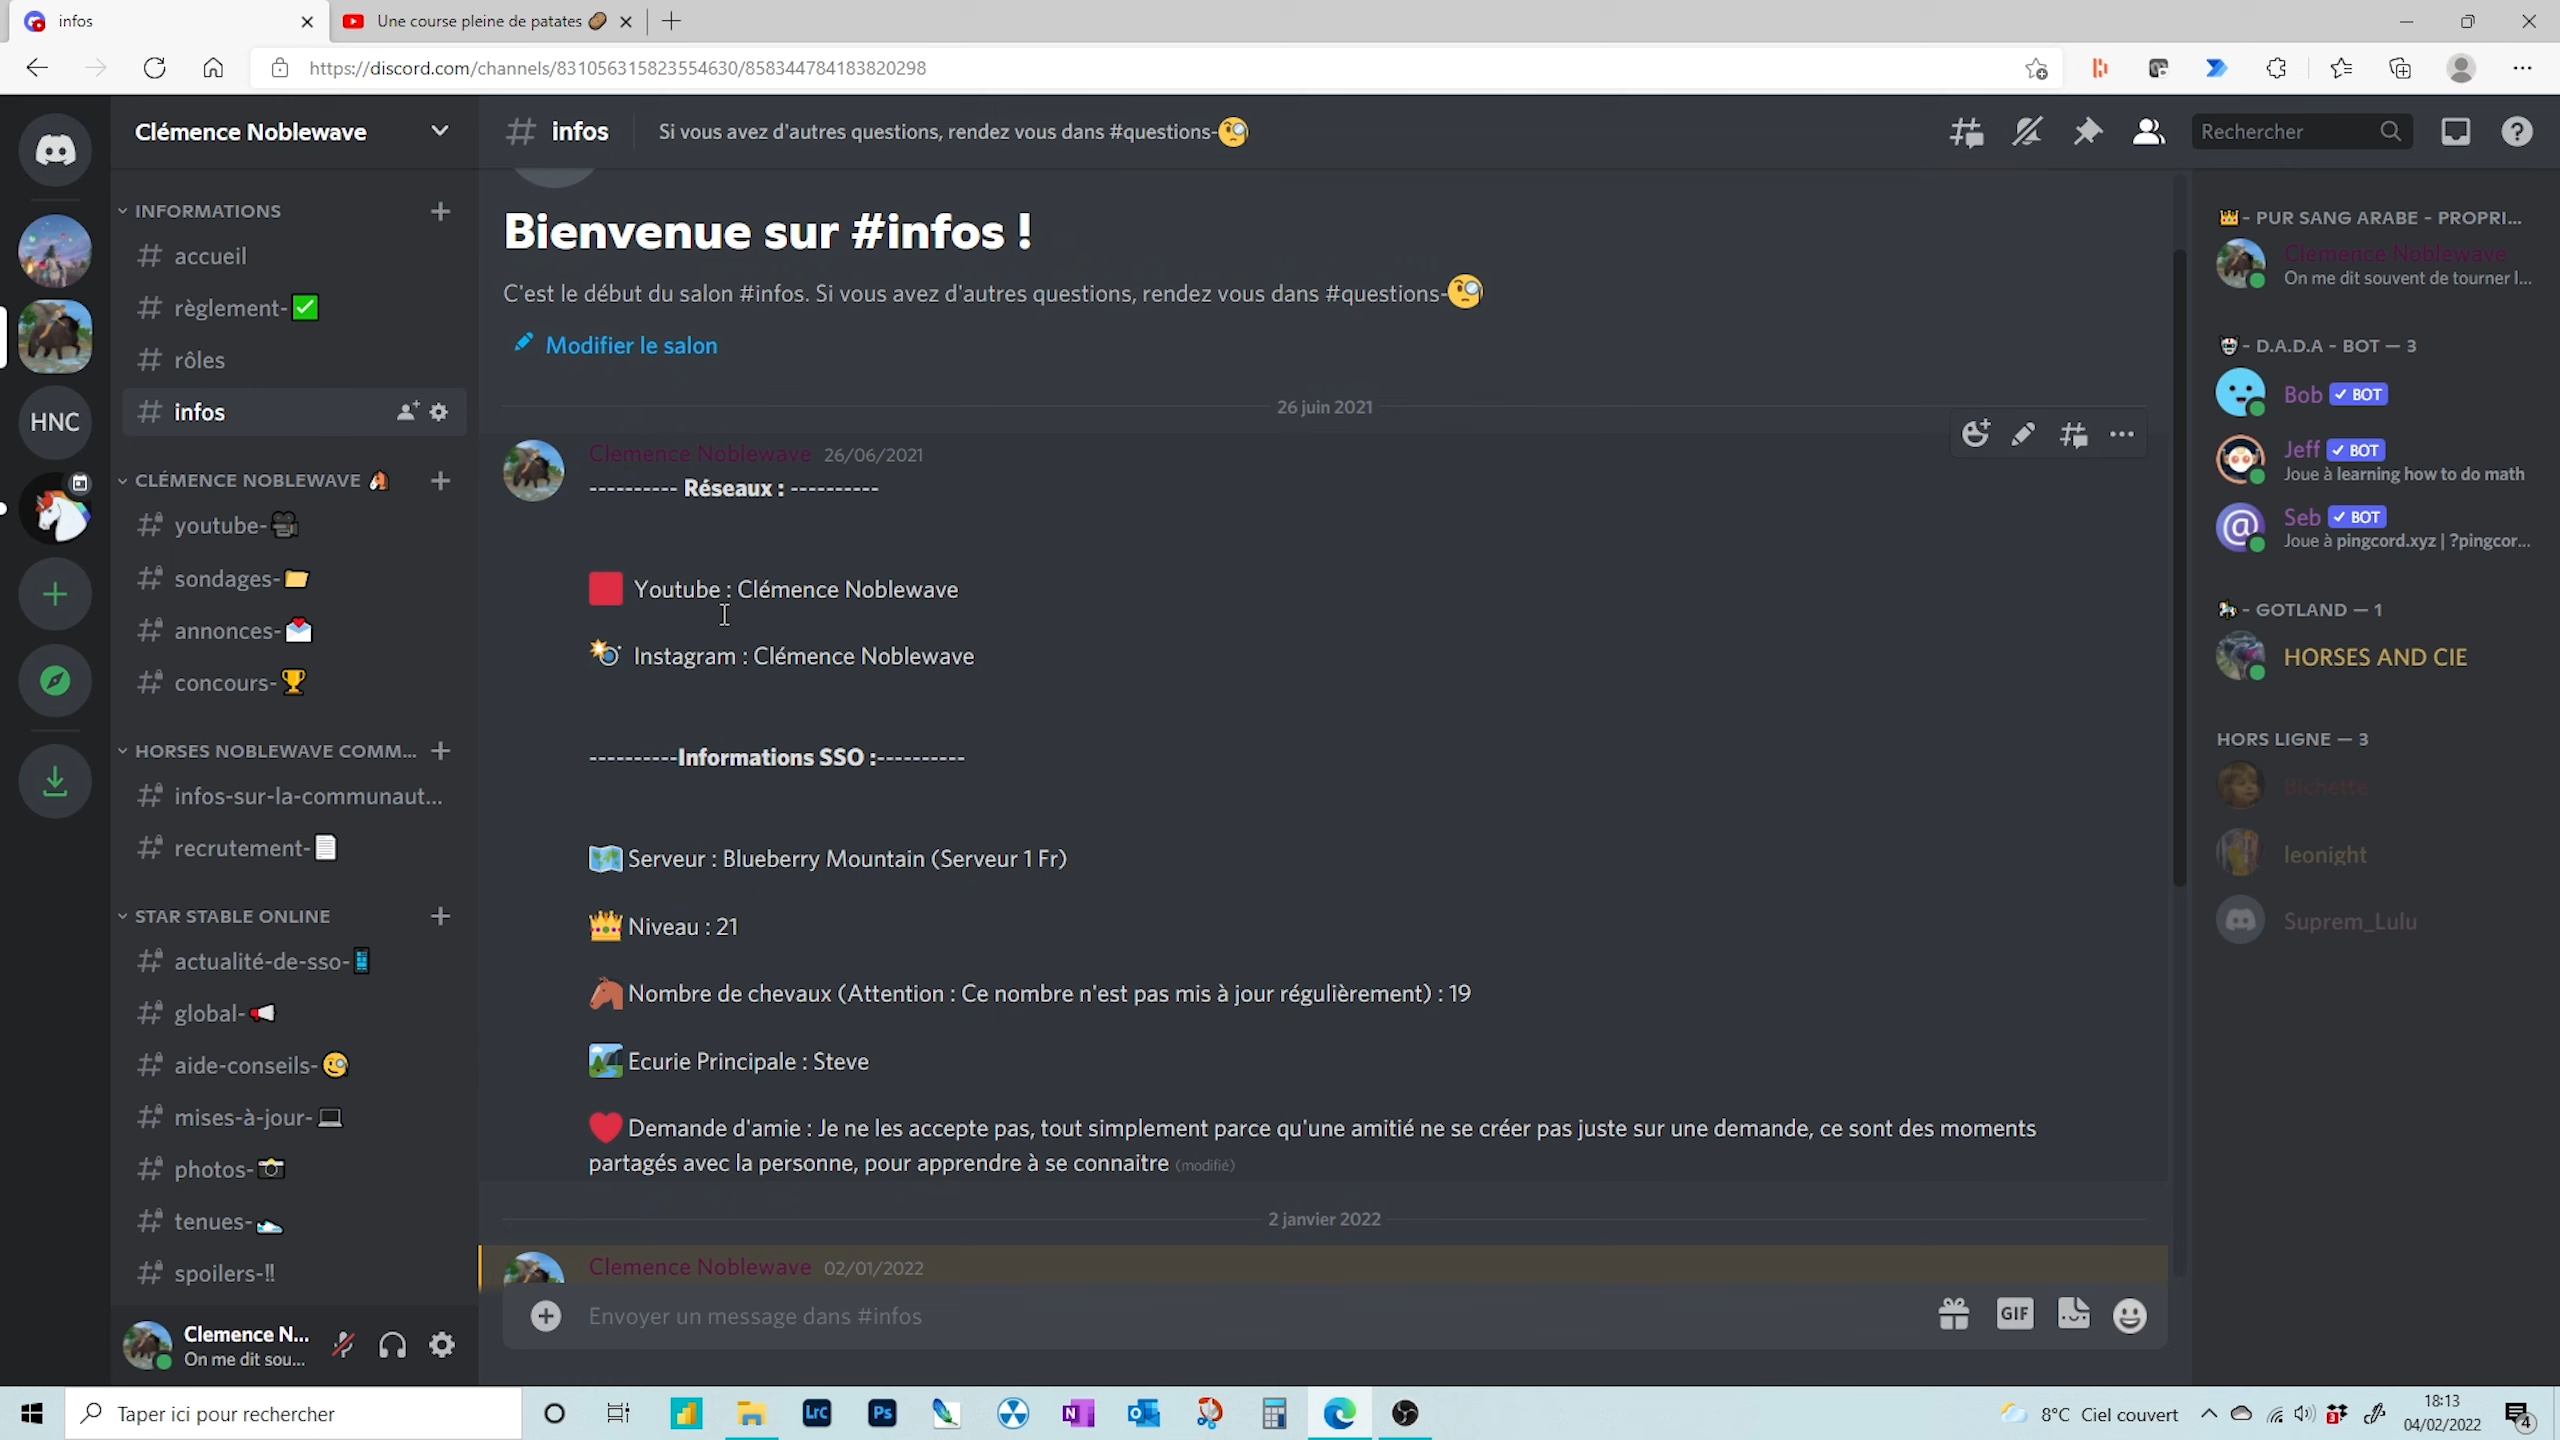 infos
Une course pleine de patates 🥔
https://discord.com/channels/831056315823554630/858344784183820298
Clémence Noblewave
# infos
Si vous avez d'autres questions, rendez vous dans #questions-🧐
Rechercher
HNC
INFORMATIONS
# accueil
# règlement-✅
# rôles
# infos
CLÉMENCE NOBLEWAVE 🐴
# youtube-🎥
# sondages-📁
# annonces-💌
# concours-🏆
HORSES NOBLEWAVE COMM...
# infos-sur-la-communaut...
# recrutement-📄
STAR STABLE ONLINE
# actualité-de-sso-📱
# global-📢
# aide-conseils-🧐
# mises-à-jour-💻
# photos-📷
# tenues-👟
# spoilers-‼️
Clemence N...
On me dit sou...
Bienvenue sur #infos !
C'est le début du salon #infos. Si vous avez d'autres questions, rendez vous dans #questions-🧐
Modifier le salon
26 juin 2021
Clemence Noblewave 26/06/2021
---------- Réseaux : ----------
🟥 Youtube : Clémence Noblewave
Instagram : Clémence Noblewave
----------Informations SSO :----------
🗺️ Serveur : Blueberry Mountain (Serveur 1 Fr)
👑 Niveau : 21
🐴 Nombre de chevaux (Attention : Ce nombre n'est pas mis à jour régulièrement) : 19
🏞️ Ecurie Principale : Steve
❤️ Demande d'amie : Je ne les accepte pas, tout simplement parce qu'une amitié ne se créer pas juste sur une demande, ce sont des moments
partagés avec la personne, pour apprendre à se connaitre (modifié)
2 janvier 2022
Clemence Noblewave 02/01/2022
Envoyer un message dans #infos
GIF
👑 - PUR SANG ARABE - PROPRI...
Clemence Noblewave
On me dit souvent de tourner l...
🤖 - D.A.D.A - BOT — 3
Bob ✓ BOT
Jeff ✓ BOT
Joue à learning how to do math
Seb ✓ BOT
Joue à pingcord.xyz | ?pingcor...
🎠 - GOTLAND — 1
HORSES AND CIE
HORS LIGNE — 3
Bichette
leonight
Suprem_Lulu
Taper ici pour rechercher
LrC
Ps
N
8°C Ciel couvert
3
18:13
04/02/2022
4